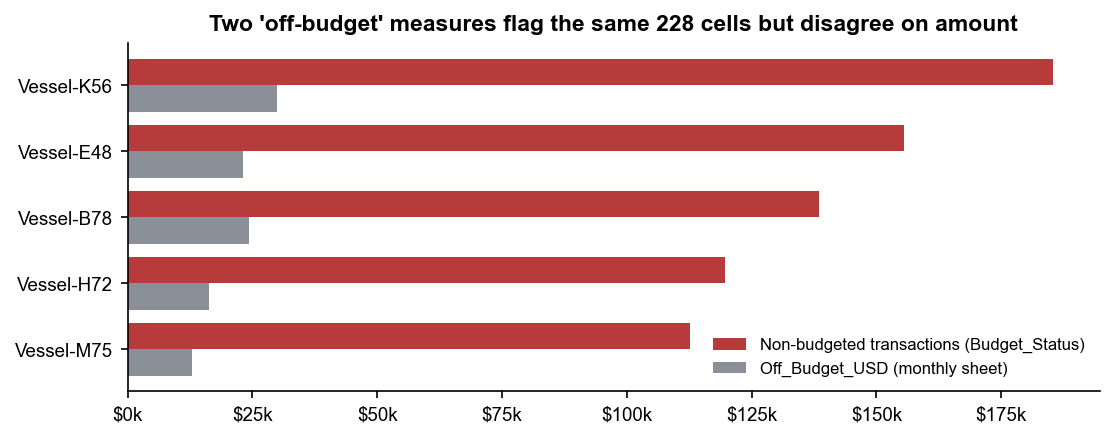 Two 'off-budget' measures flag the same 228 cells but disagree on amount
Vessel-K56
Vessel-E48
Vessel-B78
Vessel-H72
Vessel-M75
Non-budgeted transactions (Budget_Status)
Off_Budget_USD (monthly sheet)
$0k $25k $50k $75k $100k $125k $150k $175k